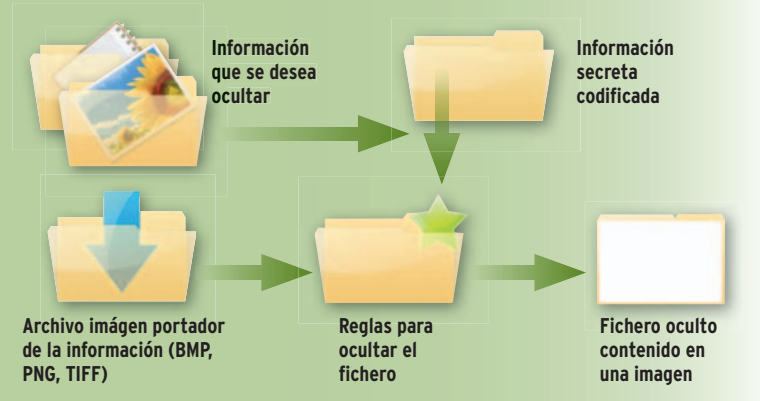 Información
que se desea
ocultar
Información
secreta
codificada
Archivo imágen portador
de la información (BMP,
PNG, TIFF)
Reglas para
ocultar el
fichero
Fichero oculto
contenido en
una imagen